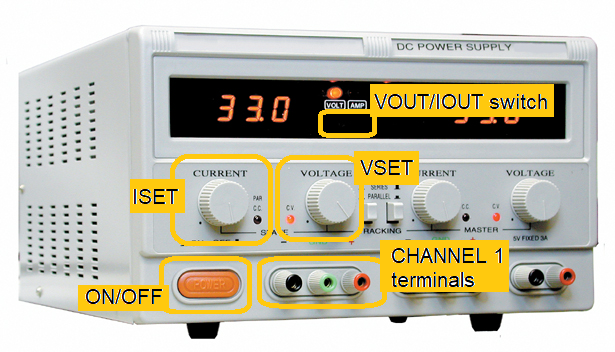 DC POWER SUPPLY
33.0
VOLT AMP
VOUT/IOUT switch
CURRENT
VOLTAGE
VSET
VOLTAGE
ISET
PAR
C.C.
C.V.
SERIES
PARALLEL
C.C.
C.V.
TRACKING
MASTER
5V FIXED 3A
ON/OFF
POWER
CHANNEL 1
terminals